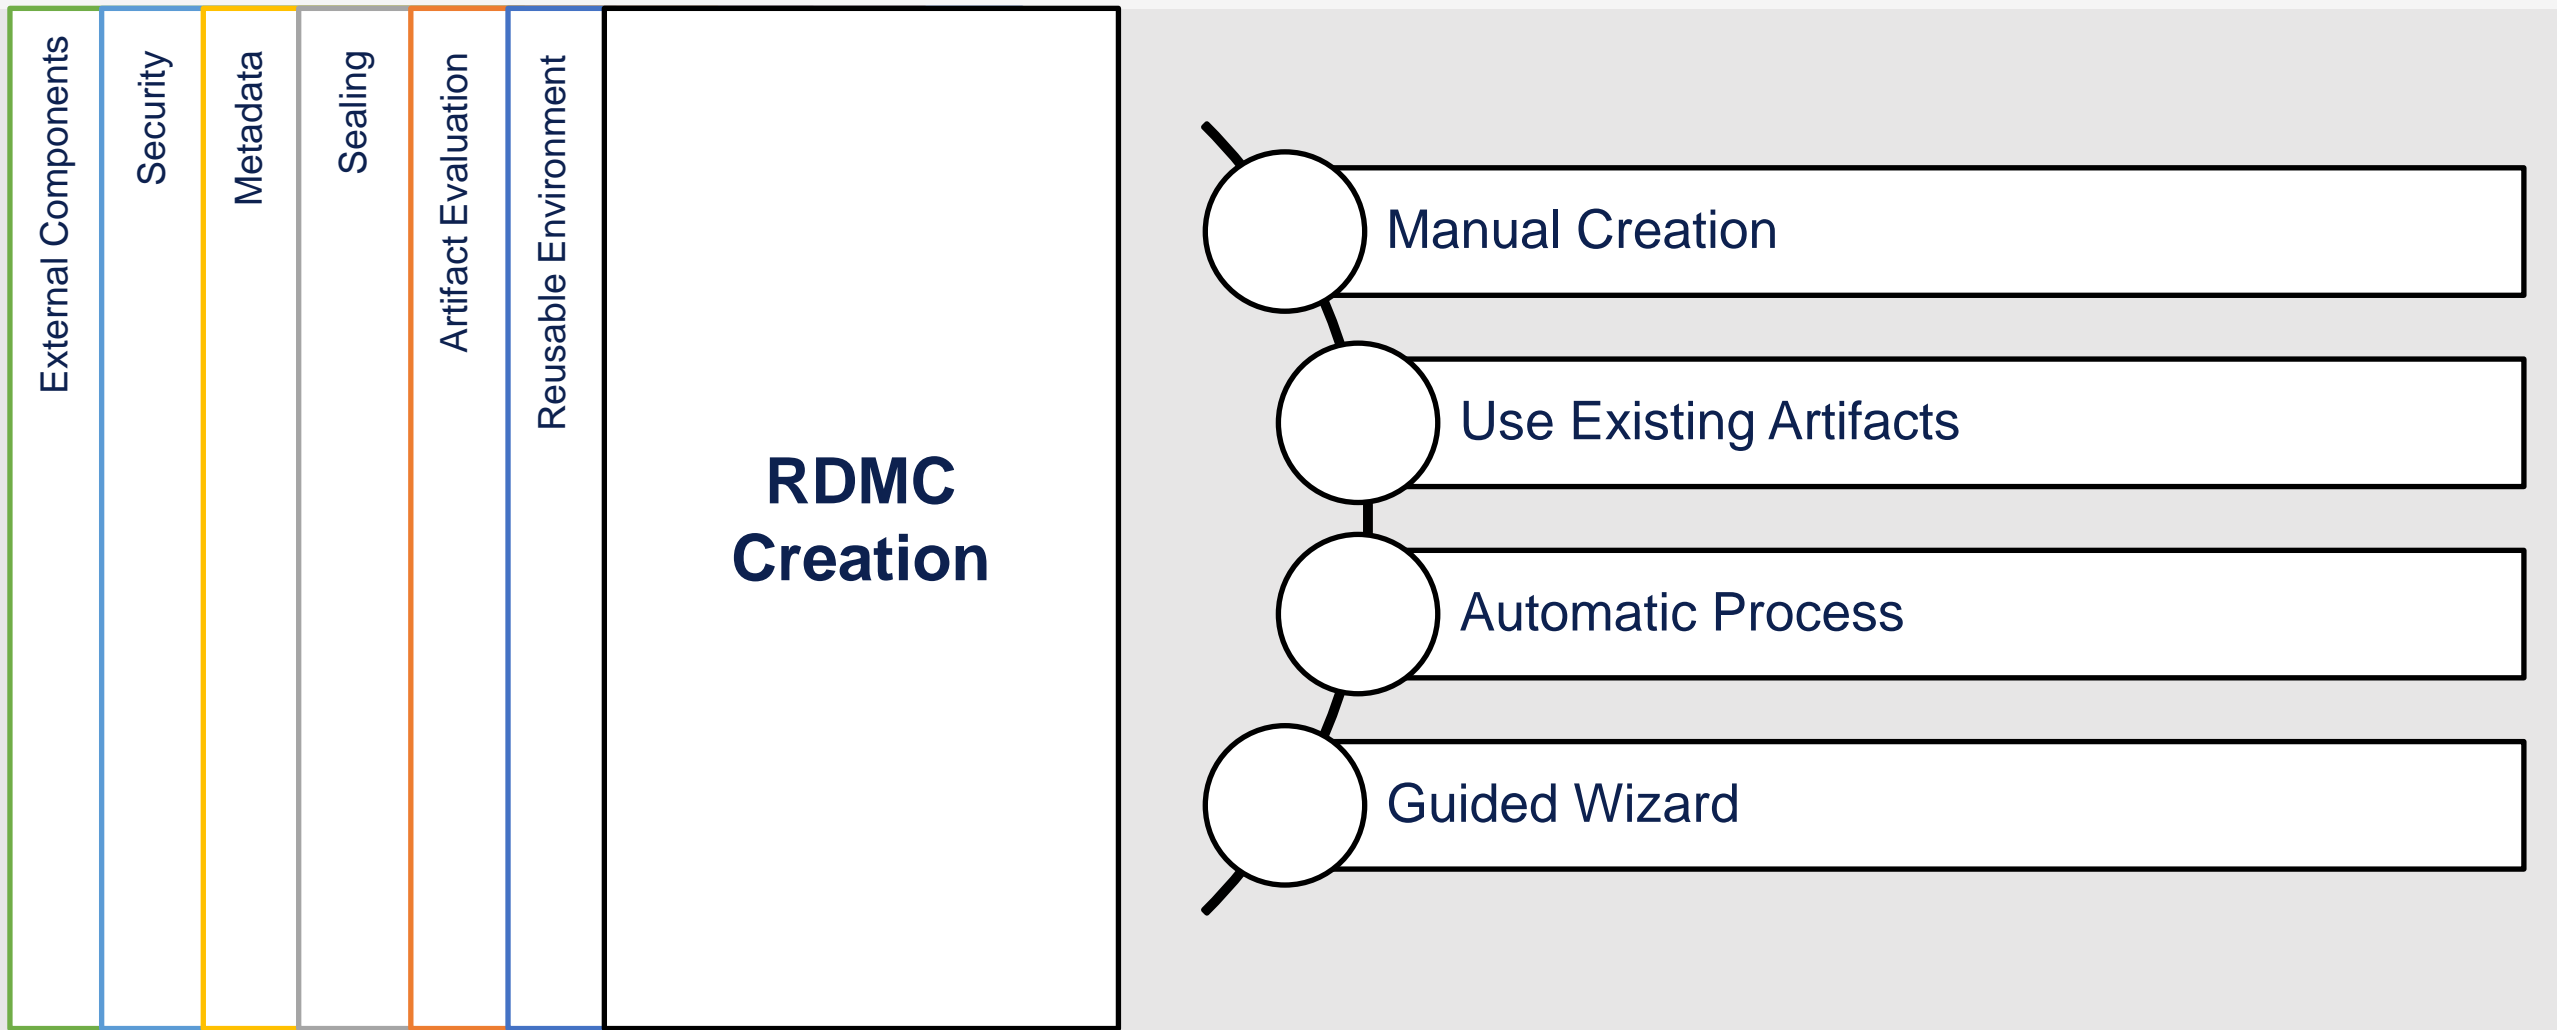 External Components
Security
Metadata
Sealing
Artifact Evaluation
Reusable Environment
RDMC
Creation
Manual Creation
Use Existing Artifacts
Automatic Process
Guided Wizard